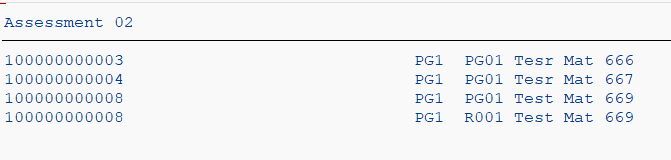 Assessment 02
100000000003 PG1 PG01 Tesr Mat 666
100000000004 PG1 PG01 Tesr Mat 667
100000000008 PG1 PG01 Test Mat 669
100000000008 PG1 R001 Test Mat 669